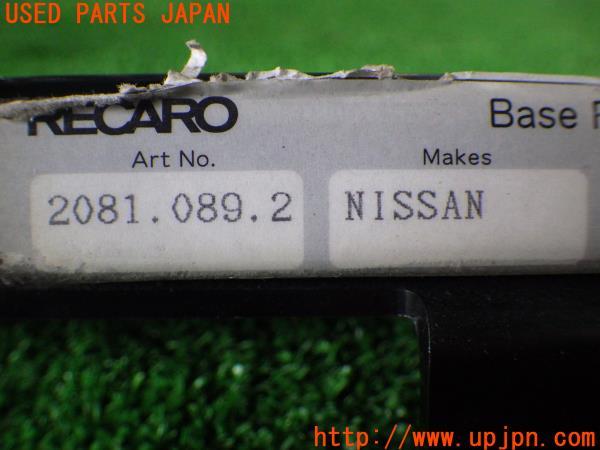 USED PARTS JAPAN
RECARO
Base
Art No.
Makes
2081.089.2
NISSAN
http://www.upjpn.com